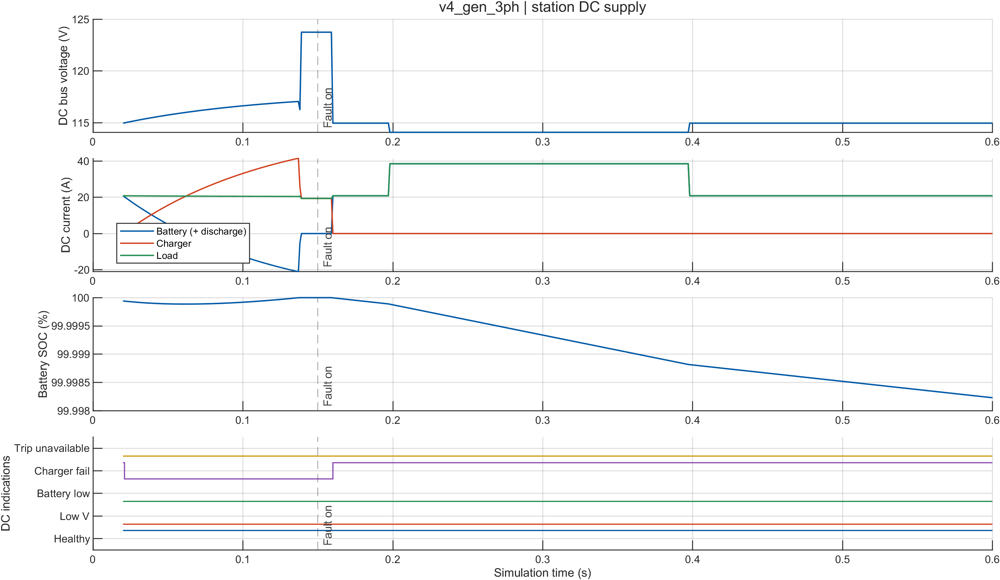 v4_gen_3ph | station DC supply
DC bus voltage (V)
125
120
115
Fault on
0 0.1 0.2 0.3 0.4 0.5 0.6
DC current (A)
40
20
0
-20
Battery (+ discharge)
Charger
Load
Fault on
0 0.1 0.2 0.3 0.4 0.5 0.6
Battery SOC (%)
100
99.9995
99.999
99.9985
99.998
Fault on
0 0.1 0.2 0.3 0.4 0.5 0.6
DC indications
Trip unavailable
Charger fail
Battery low
Low V
Healthy
Fault on
0 0.1 0.2 0.3 0.4 0.5 0.6
Simulation time (s)